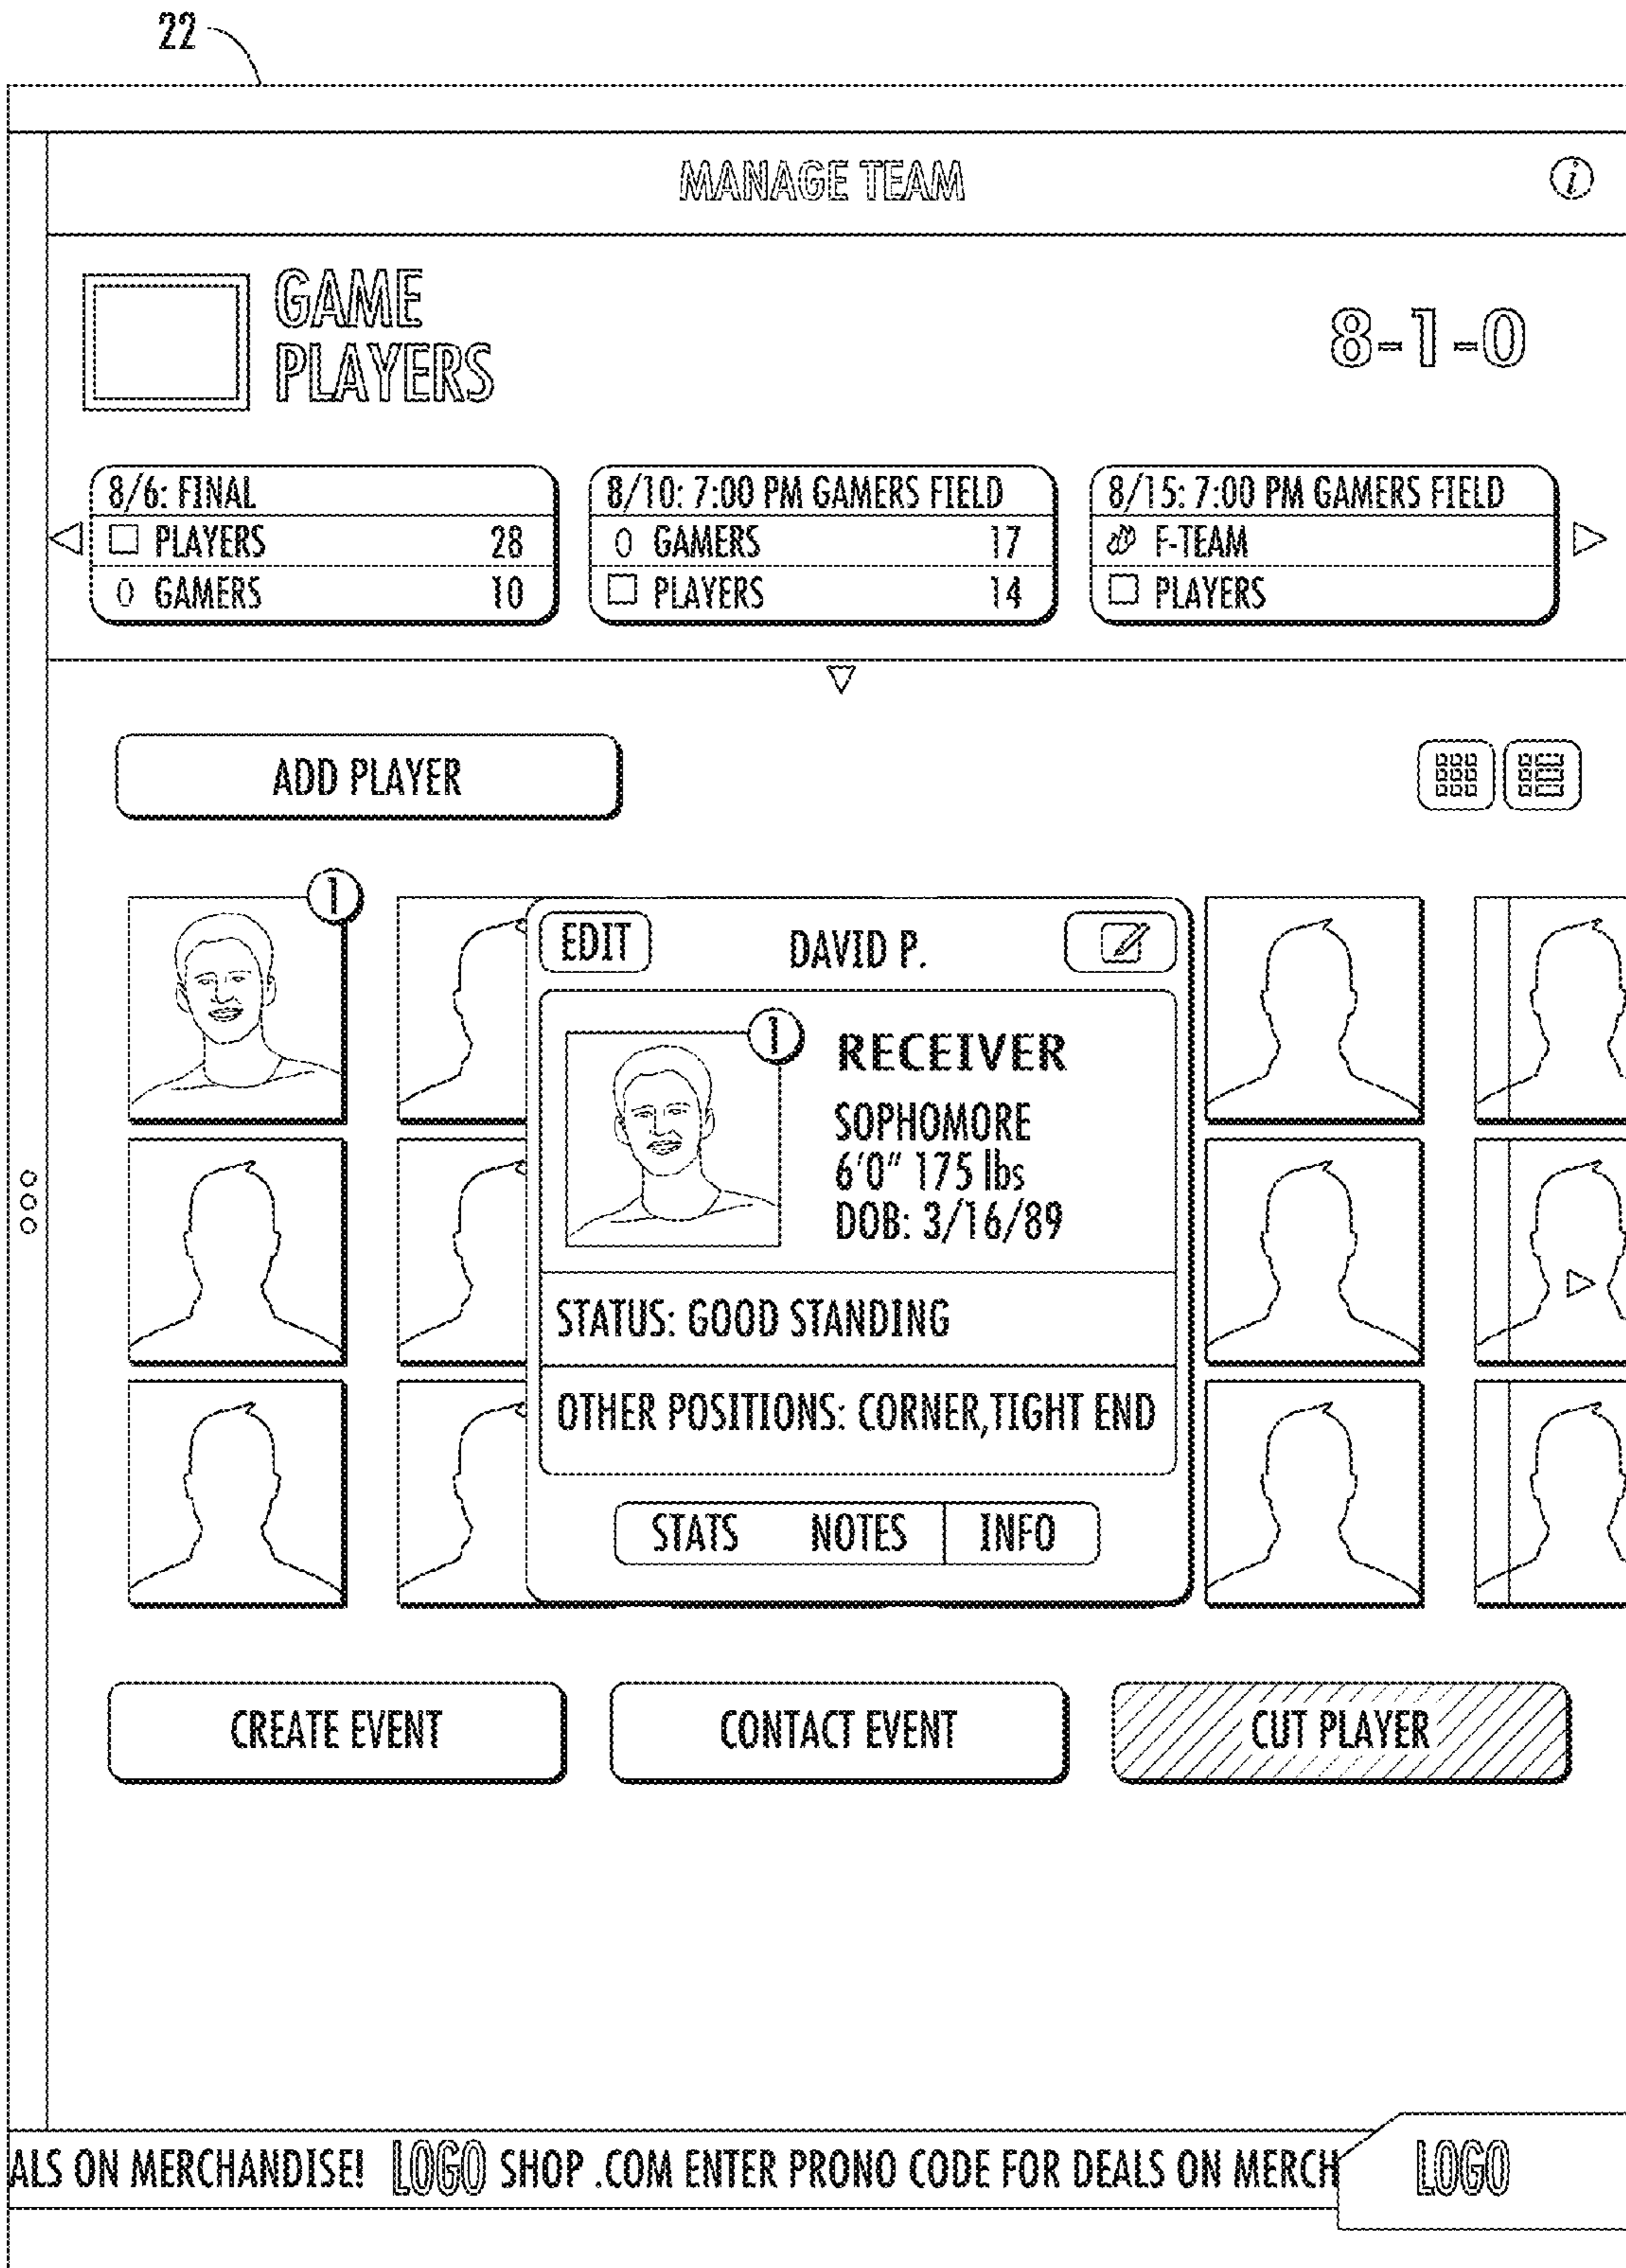 22
MANAGE TEAM
i
GAME
PLAYERS
8-1-0
8/6: FINAL
PLAYERS 28
GAMERS 10
8/10: 7:00 PM GAMERS FIELD
GAMERS 17
PLAYERS 14
8/15: 7:00 PM GAMERS FIELD
F-TEAM
PLAYERS
ADD PLAYER
1
EDIT
DAVID P.
1
RECEIVER
SOPHOMORE
6'0" 175 lbs
DOB: 3/16/89
STATUS: GOOD STANDING
OTHER POSITIONS: CORNER,TIGHT END
STATS NOTES INFO
CREATE EVENT
CONTACT EVENT
CUT PLAYER
ALS ON MERCHANDISE! LOGO SHOP .COM ENTER PRONO CODE FOR DEALS ON MERCH
LOGO